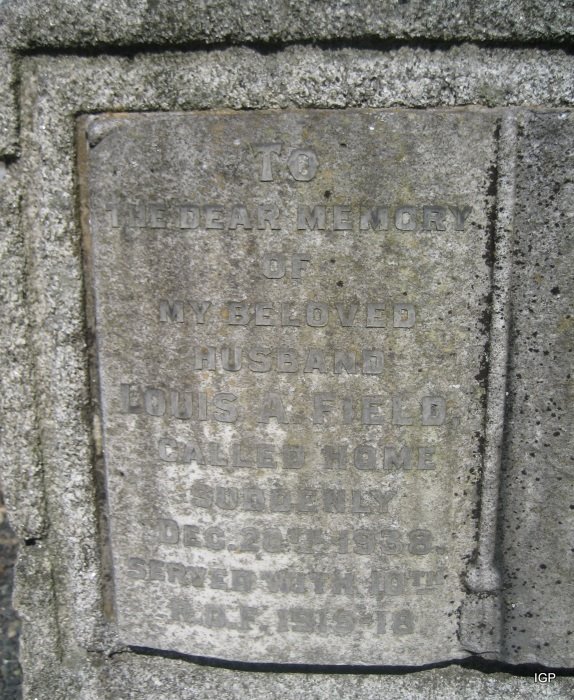 TO
THE DEAR MEMORY
OF
MY BELOVED
HUSBAND
LOUIS A. FIELD,
CALLED HOME
SUDDENLY
DEC. 1938.
SERVED WITH 10TH
1915-18
IGP